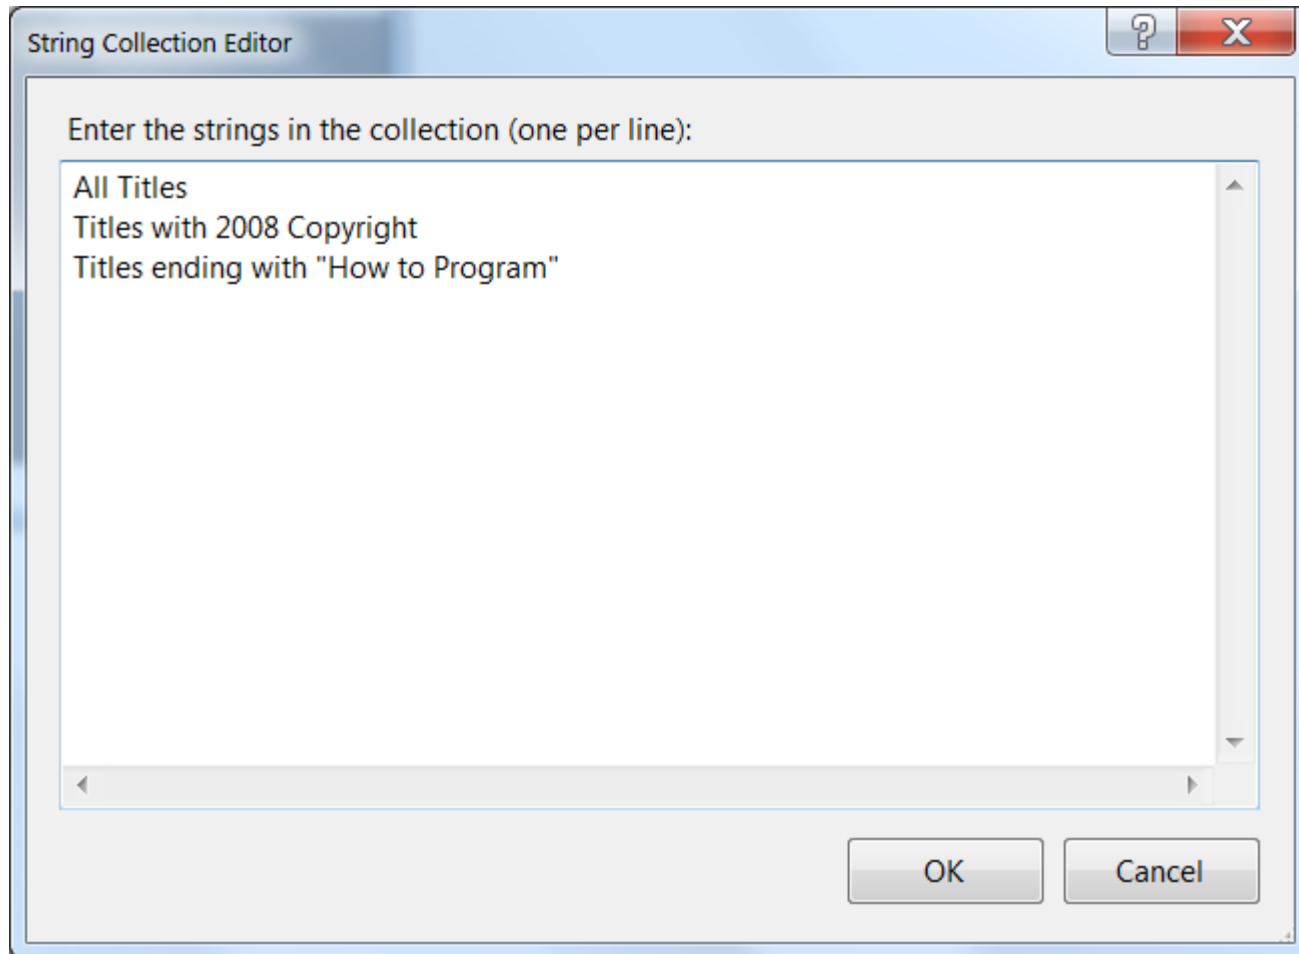 String Collection Editor
Enter the strings in the collection (one per line):
All Titles
Titles with 2008 Copyright
Titles ending with "How to Program"
OK
Cancel